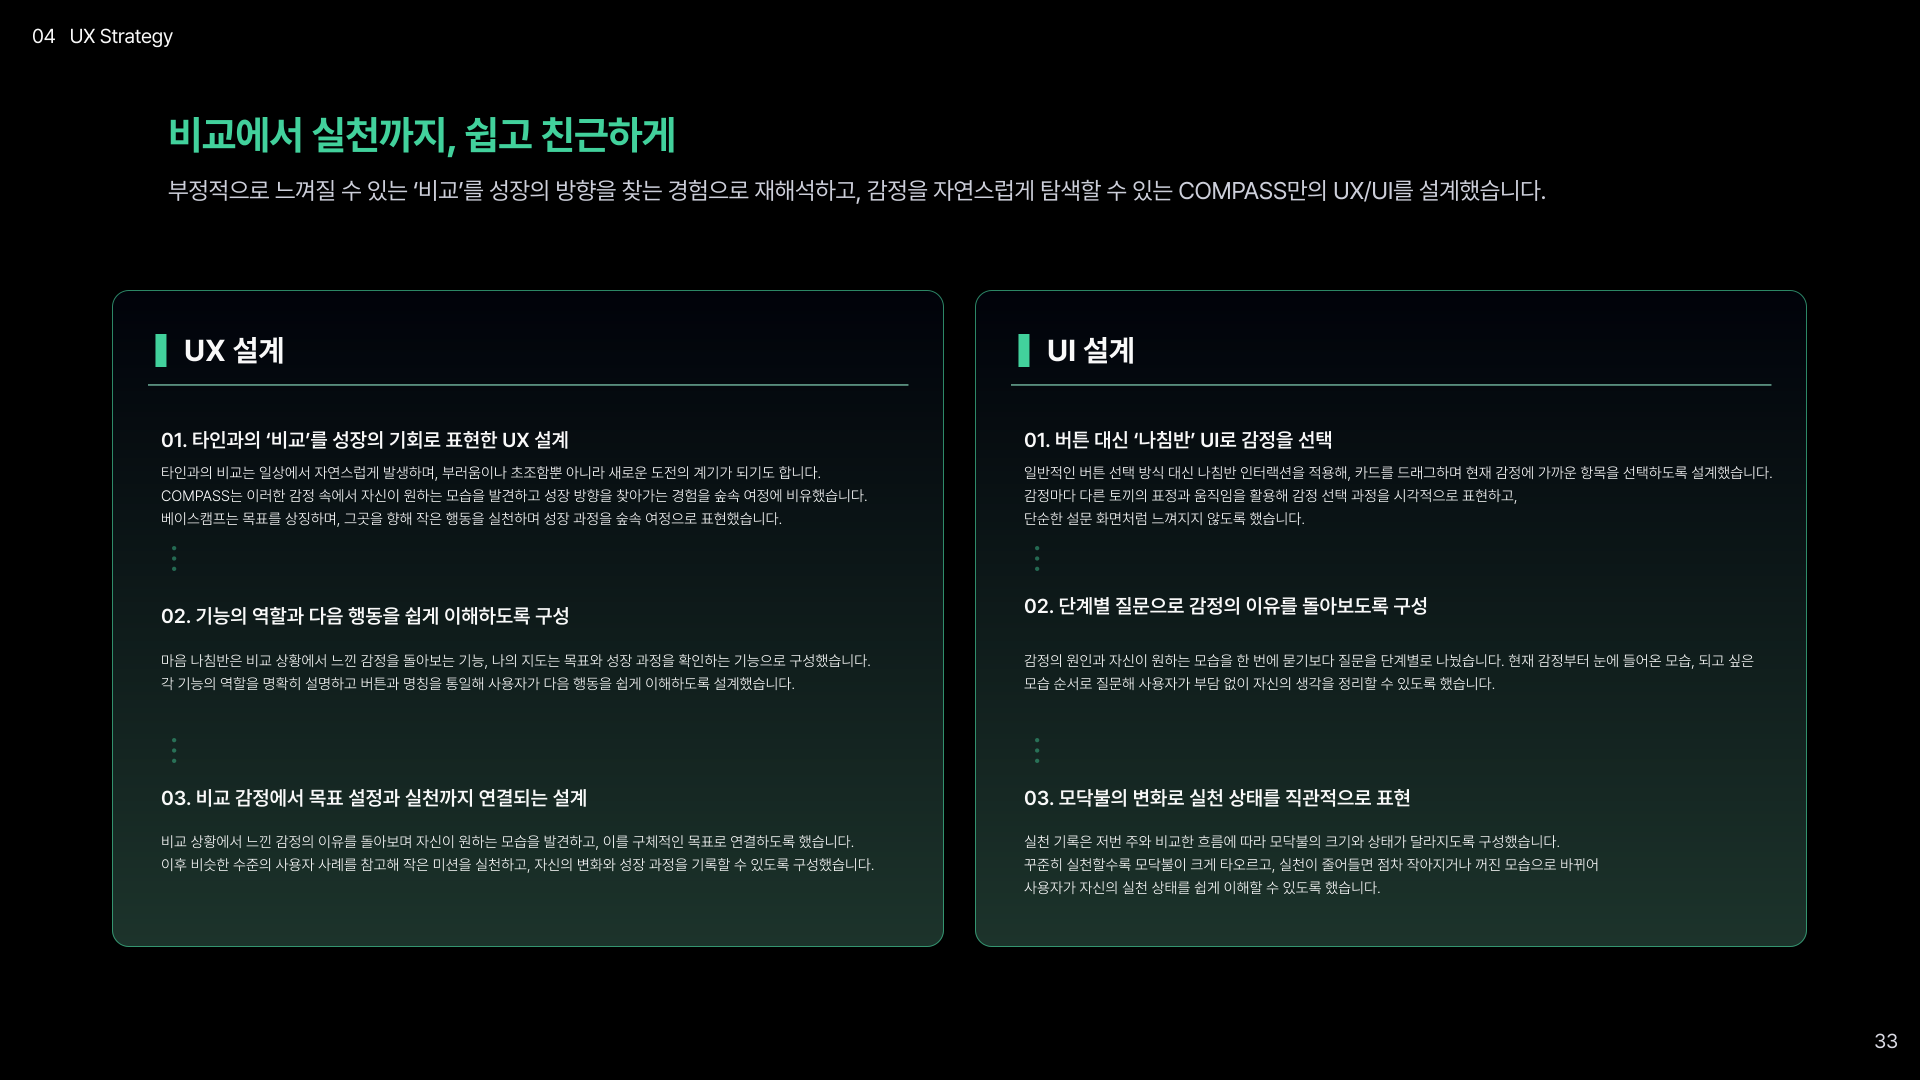 04 UX Strategy
비교에서 실천까지, 쉽고 친근하게
부정적으로 느껴질 수 있는 ‘비교’를 성장의 방향을 찾는 경험으로 재해석하고, 감정을 자연스럽게 탐색할 수 있는 COMPASS만의 UX/UI를 설계했습니다.
UX 설계
01. 타인과의 ‘비교’를 성장의 기회로 표현한 UX 설계
타인과의 비교는 일상에서 자연스럽게 발생하며, 부러움이나 초조함뿐 아니라 새로운 도전의 계기가 되기도 합니다.
COMPASS는 이러한 감정 속에서 자신이 원하는 모습을 발견하고 성장 방향을 찾아가는 경험을 숲속 여정에 비유했습니다.
베이스캠프는 목표를 상징하며, 그곳을 향해 작은 행동을 실천하며 성장 과정을 숲속 여정으로 표현했습니다.
02. 기능의 역할과 다음 행동을 쉽게 이해하도록 구성
마음 나침반은 비교 상황에서 느낀 감정을 돌아보는 기능, 나의 지도는 목표와 성장 과정을 확인하는 기능으로 구성했습니다.
각 기능의 역할을 명확히 설명하고 버튼과 명칭을 통일해 사용자가 다음 행동을 쉽게 이해하도록 설계했습니다.
03. 비교 감정에서 목표 설정과 실천까지 연결되는 설계
비교 상황에서 느낀 감정의 이유를 돌아보며 자신이 원하는 모습을 발견하고, 이를 구체적인 목표로 연결하도록 했습니다.
이후 비슷한 수준의 사용자 사례를 참고해 작은 미션을 실천하고, 자신의 변화와 성장 과정을 기록할 수 있도록 구성했습니다.
UI 설계
01. 버튼 대신 ‘나침반’ UI로 감정을 선택
일반적인 버튼 선택 방식 대신 나침반 인터랙션을 적용해, 카드를 드래그하며 현재 감정에 가까운 항목을 선택하도록 설계했습니다.
감정마다 다른 토끼의 표정과 움직임을 활용해 감정 선택 과정을 시각적으로 표현하고,
단순한 설문 화면처럼 느껴지지 않도록 했습니다.
02. 단계별 질문으로 감정의 이유를 돌아보도록 구성
감정의 원인과 자신이 원하는 모습을 한 번에 묻기보다 질문을 단계별로 나눴습니다. 현재 감정부터 눈에 들어온 모습, 되고 싶은
모습 순서로 질문해 사용자가 부담 없이 자신의 생각을 정리할 수 있도록 했습니다.
03. 모닥불의 변화로 실천 상태를 직관적으로 표현
실천 기록은 저번 주와 비교한 흐름에 따라 모닥불의 크기와 상태가 달라지도록 구성했습니다.
꾸준히 실천할수록 모닥불이 크게 타오르고, 실천이 줄어들면 점차 작아지거나 꺼진 모습으로 바뀌어
사용자가 자신의 실천 상태를 쉽게 이해할 수 있도록 했습니다.
33